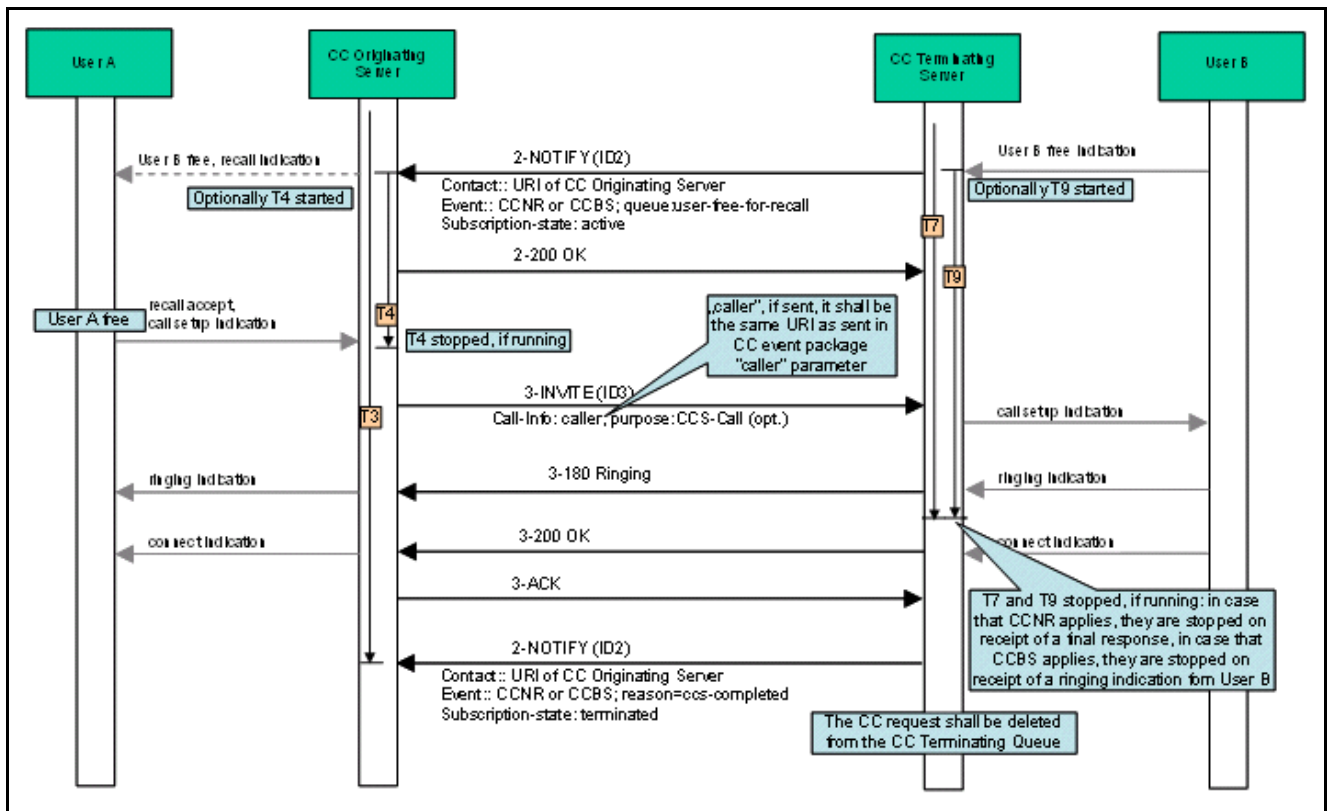 User A
CC Originating
Server
CC Terminating
Server
User B
User B free, recall indication
2-NOTIFY (ID2)
User B free Indication
Optionally T4 started
Contact:: URI of CC Originating Server
Event:: CCNR or CCBS; queue:user-free-for-recall
Subscription-state: active
Optionally T9 started
T7
2-200 OK
T9
User A free
recall accept,
call setup indication
T4
T4 stopped, if running
„caller", if sent, it shall be
the same URI as sent in
CC event package
"caller" parameter
3-INVITE (ID3)
Call-Info: caller; purpose:CCS-Call (opt.)
T3
call setup indication
ringing indication
3-180 Ringing
ringing indication
connect indication
3-200 OK
connect indication
3-ACK
T7 and T9 stopped, if running: in case
that CCNR applies, they are stopped on
receipt of a final response, in case that
CCBS applies, they are stopped on
receipt of a ringing indication fom User B
2-NOTIFY (ID2)
Contact:: URI of CC Originating Server
Event:: CCNR or CCBS; reason=ccs-completed
Subscription-state: terminated
The CC request shall be deleted
from the CC Terminating Queue